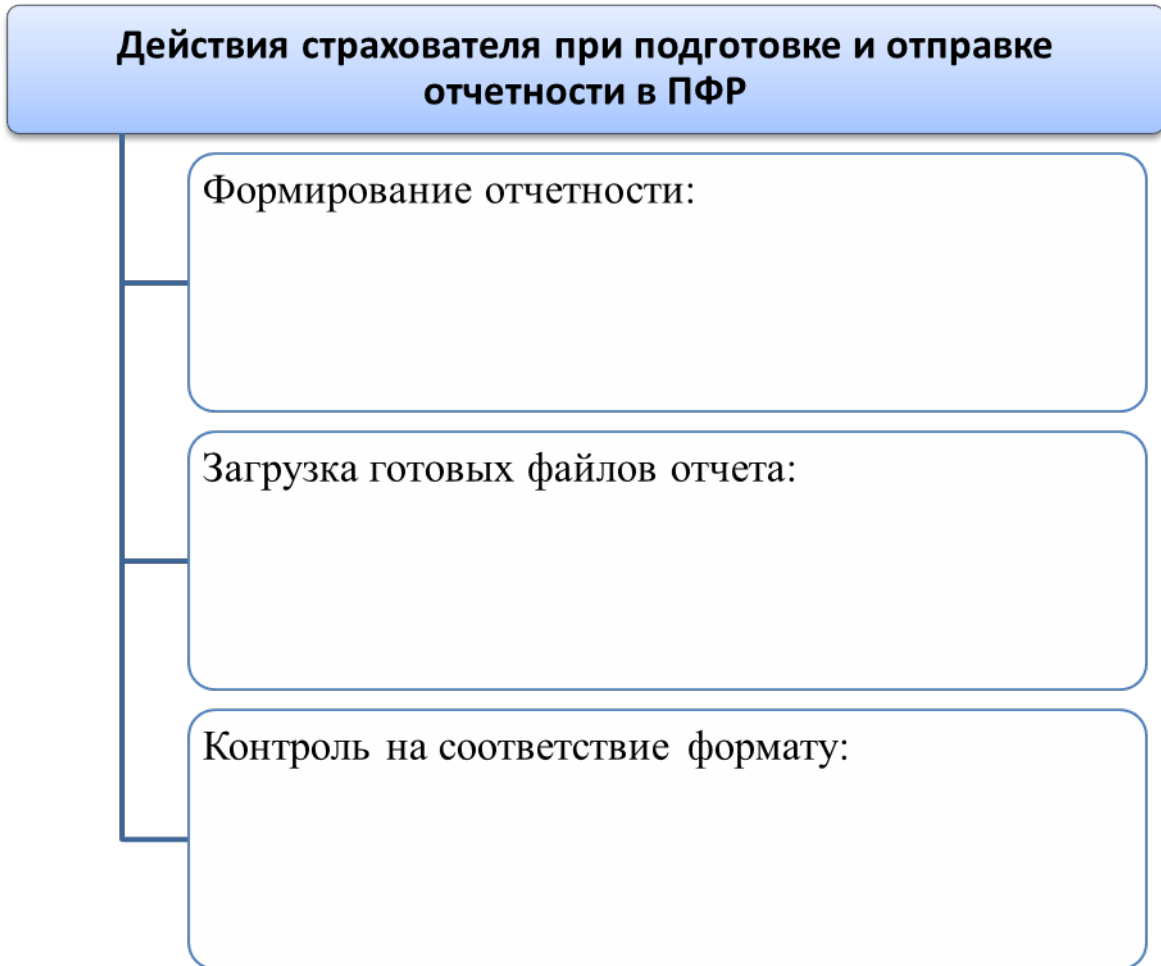 Действия страхователя при подготовке и отправке
отчетности в ПФР
Формирование отчетности:
Загрузка готовых файлов отчета:
Контроль на соответствие формату: